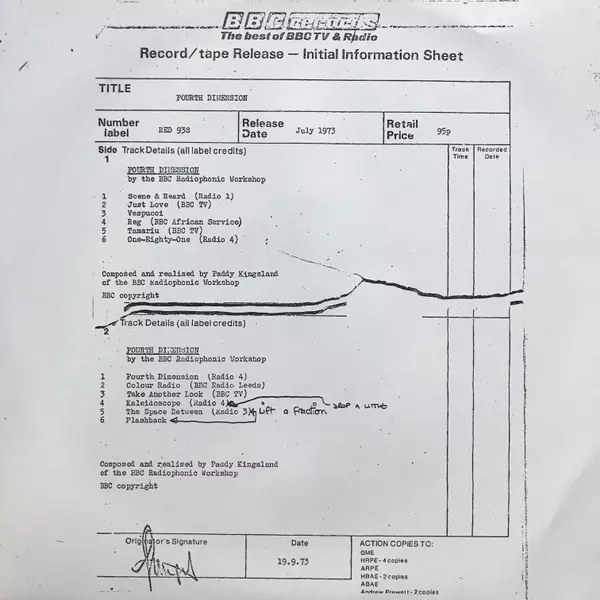 BBC records
The best of BBC TV & Radio
Record/tape Release – Initial Information Sheet
TITLE
FOURTH DIMENSION
Number label RED 93S Release Date July 1973 Retail Price 95p
Side 1 Track Details (all label credits) Track Time Recorded Date
FOURTH DIMENSION
by the BBC Radiophonic Workshop
1 Scene & Heard (Radio 1)
2 Just Love (BBC TV)
3 Vespucci
4 Reg (BBC African Service)
5 Tamariu (BBC TV)
6 One-Eighty-One (Radio 4)
Composed and realised by Paddy Kingsland
of the BBC Radiophonic Workshop
BBC copyright
2 Track Details (all label credits)
FOURTH DIMENSION
by the BBC Radiophonic Workshop
1 Fourth Dimension (Radio 4)
2 Colour Radio (BBC Radio Leeds)
3 Take Another Look (BBC TV)
4 Kaleidoscope (Radio 4) DROP A LITTLE
5 The Space Between (Radio 3) Lift a fraction
6 Flashback
Composed and realised by Paddy Kingsland
of the BBC Radiophonic Workshop
BBC copyright
Originator's Signature Date ACTION COPIES TO:
GME
19.9.73 HRPE - 4 copies
ARPE
HBAE - 2 copies
ABAE
Andrew Prewett - 2 copies